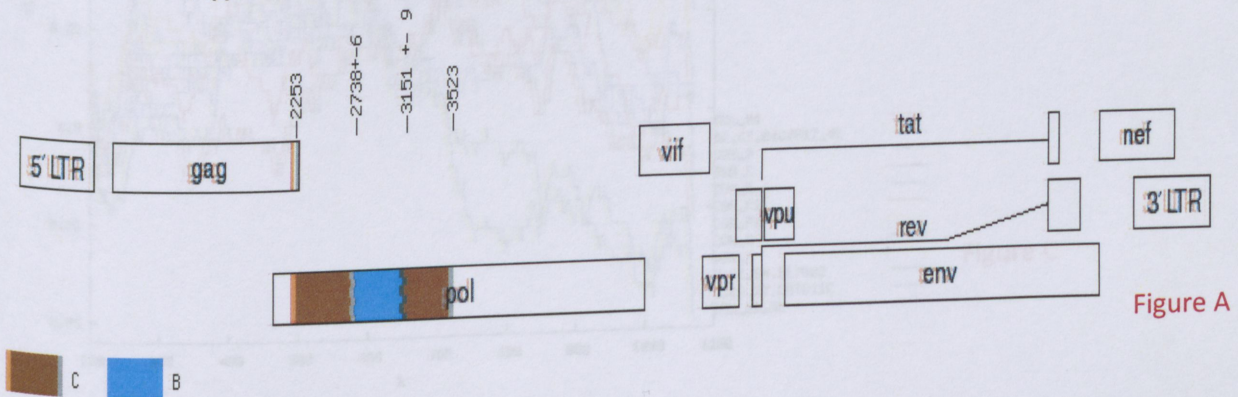 2253
2738+-6
3151 +- 9
3523
5' LTR
gag
vif
tat
nef
vpu
rev
3' LTR
pol
vpr
env
Figure A
C
B